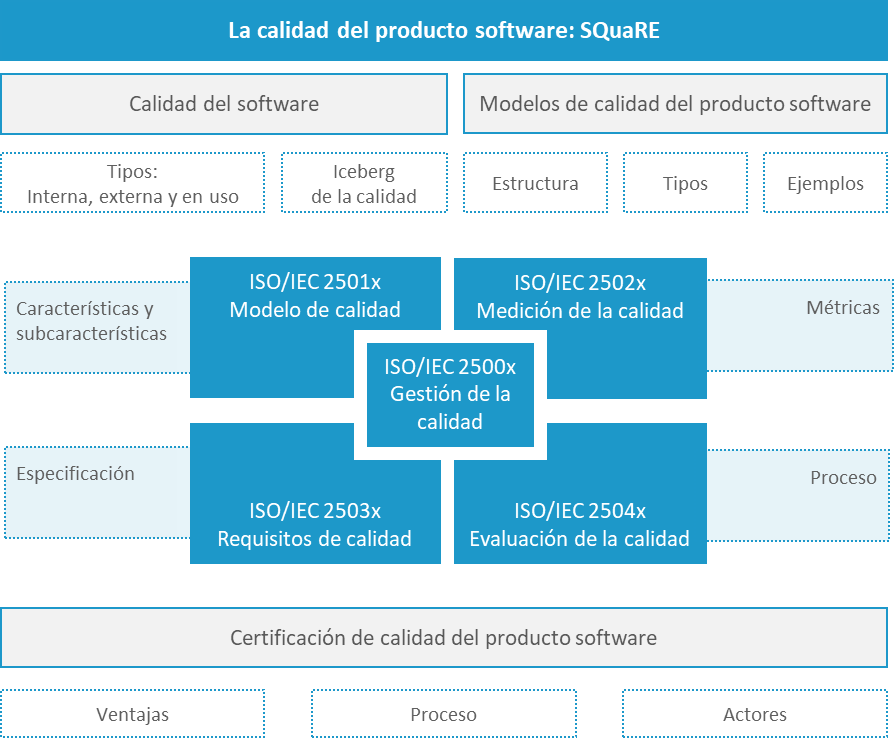 La calidad del producto software: SQuaRE
Calidad del software
Modelos de calidad del producto software
Tipos:
Interna, externa y en uso
Iceberg
de la calidad
Estructura
Tipos
Ejemplos
Características y
subcaracterísticas
ISO/IEC 2501x
Modelo de calidad
ISO/IEC 2502x
Medición de la calidad
Métricas
ISO/IEC 2500x
Gestión de la
calidad
Especificación
ISO/IEC 2503x
Requisitos de calidad
ISO/IEC 2504x
Evaluación de la calidad
Proceso
Certificación de calidad del producto software
Ventajas
Proceso
Actores